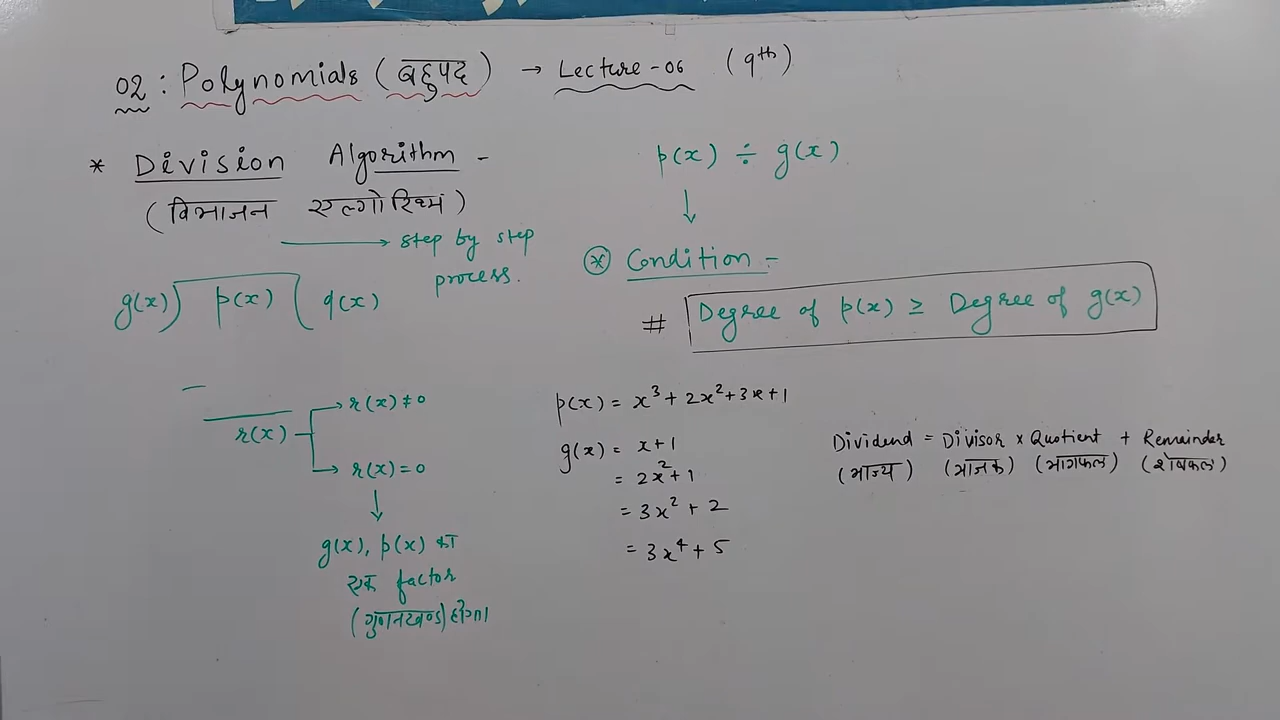 02 : Polynomials (बहुपद) → Lecture-06 (9th)
* Division Algorithm -
(विभाजन एल्गोरिथ्म)
→ step by step
process.
g(x) p(x) q(x)
r(x)
r(x) ≠ 0
r(x) = 0
↓
g(x), p(x) का
एक factor
(गुणनखण्ड) होगा।
p(x) ÷ g(x)
↓
* Condition -
# Degree of p(x) ≥ Degree of g(x)
p(x) = x³ + 2x² + 3x + 1
g(x) = x + 1
= 2x² + 1
= 3x² + 2
= 3x⁴ + 5
Dividend = Divisor × Quotient + Remainder
(भाज्य) (भाजक) (भागफल) (शेषफल)